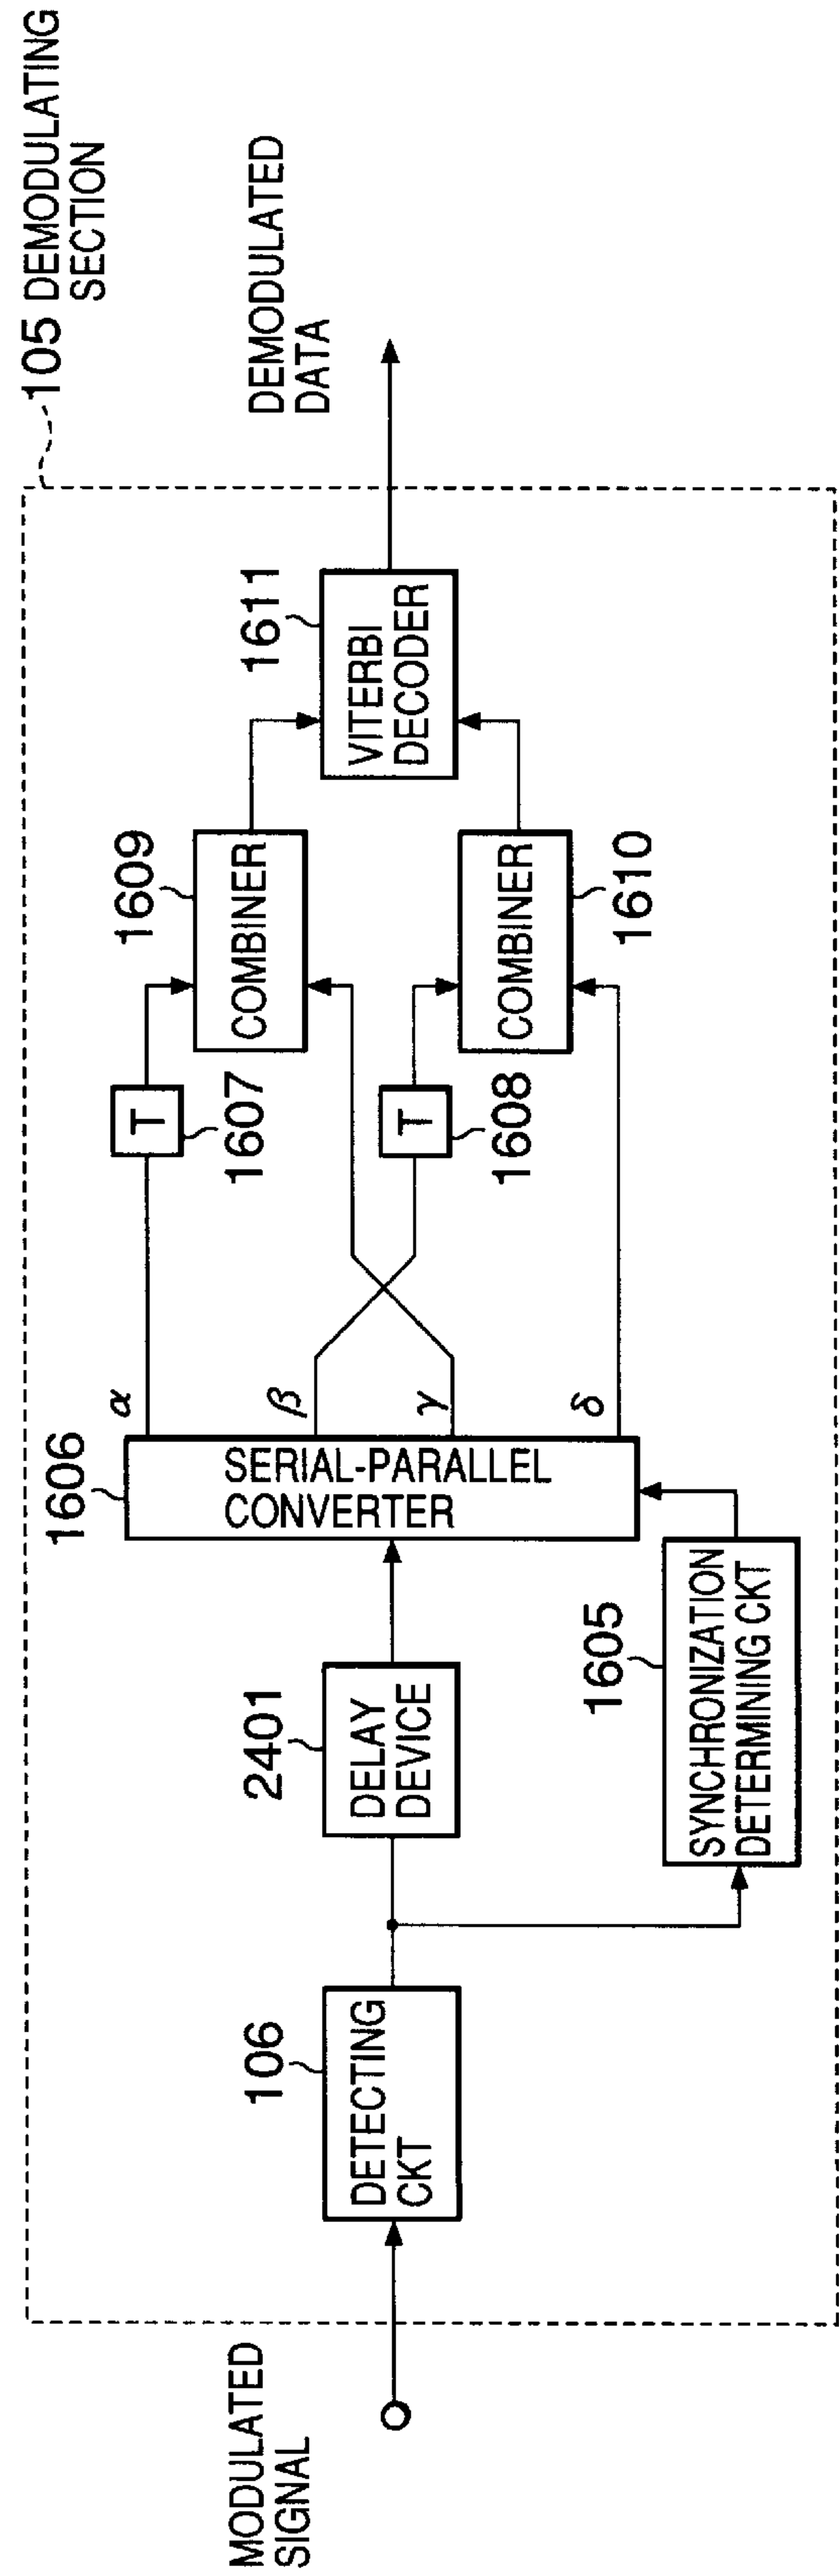 105 DEMODULATING
SECTION
MODULATED
SIGNAL
106
DETECTING
CKT
2401
DELAY
DEVICE
1605
SYNCHRONIZATION
DETERMINING CKT
1606
SERIAL-PARALLEL
CONVERTER
α
β
γ
δ
T
1607
T
1608
1609
COMBINER
COMBINER
1610
1611
VITERBI
DECODER
DEMODULATED
DATA